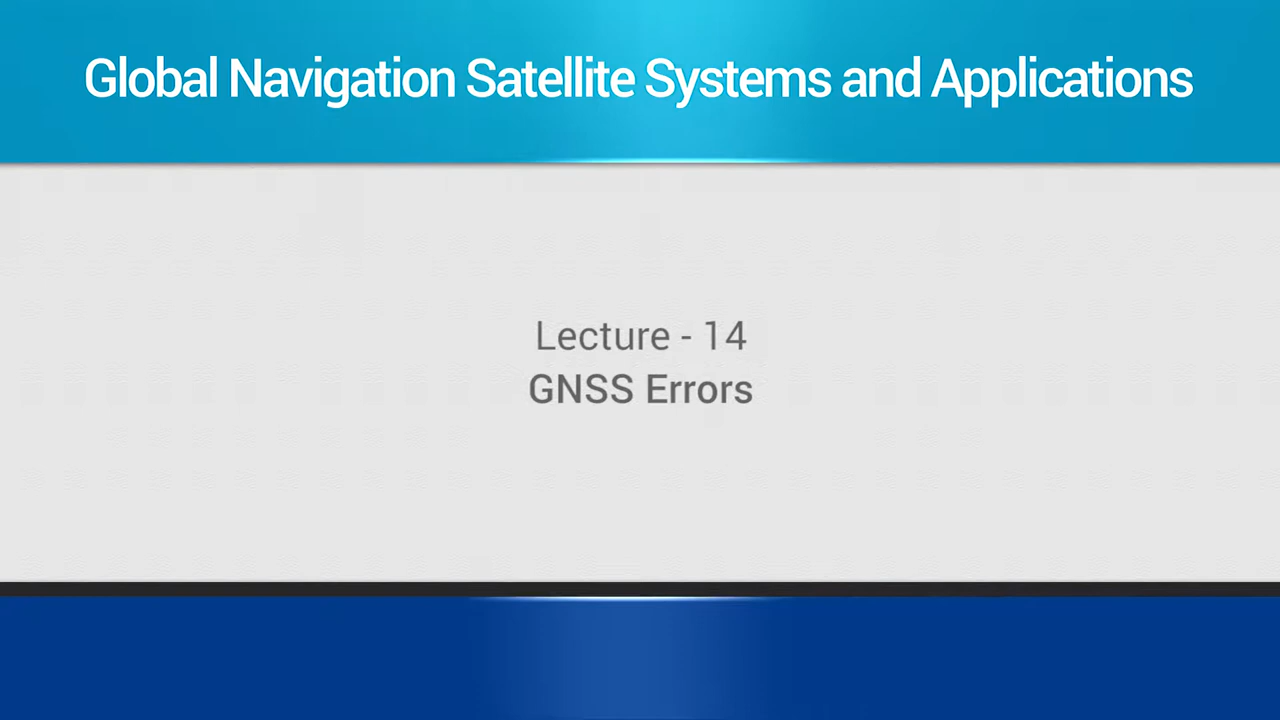 Global Navigation Satellite Systems and Applications
Lecture - 14
GNSS Errors